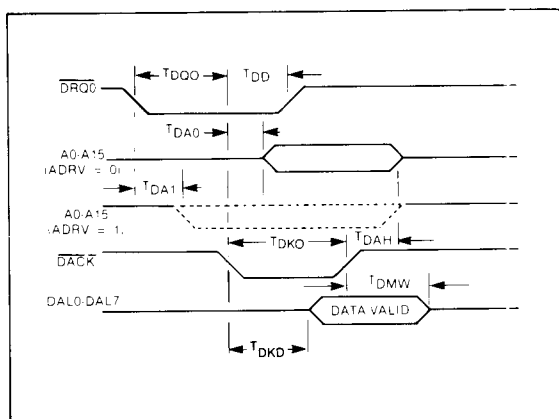 TDQO TDD
DRQ0
TDA0
A0-A15
(ADRV = 0)
TDA1
A0-A15
(ADRV = 1)
TDKO TDAH
DACK
TDMW
DAL0-DAL7
DATA VALID
TDKD